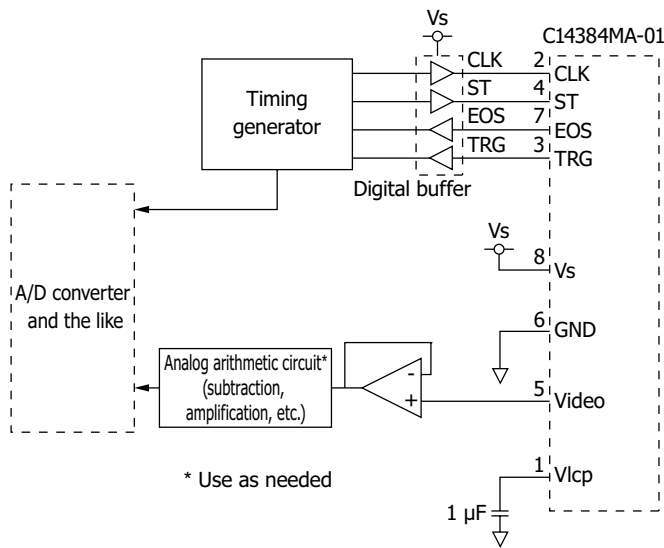 Vs
C14384MA-01
Timing
generator
CLK
2
CLK
ST
4
ST
EOS
7
EOS
TRG
3
TRG
Digital buffer
A/D converter
and the like
Vs
8
Vs
6
GND
Analog arithmetic circuit*
(subtraction,
amplification, etc.)
-
+
5
Video
* Use as needed
1
Vlcp
1 µF